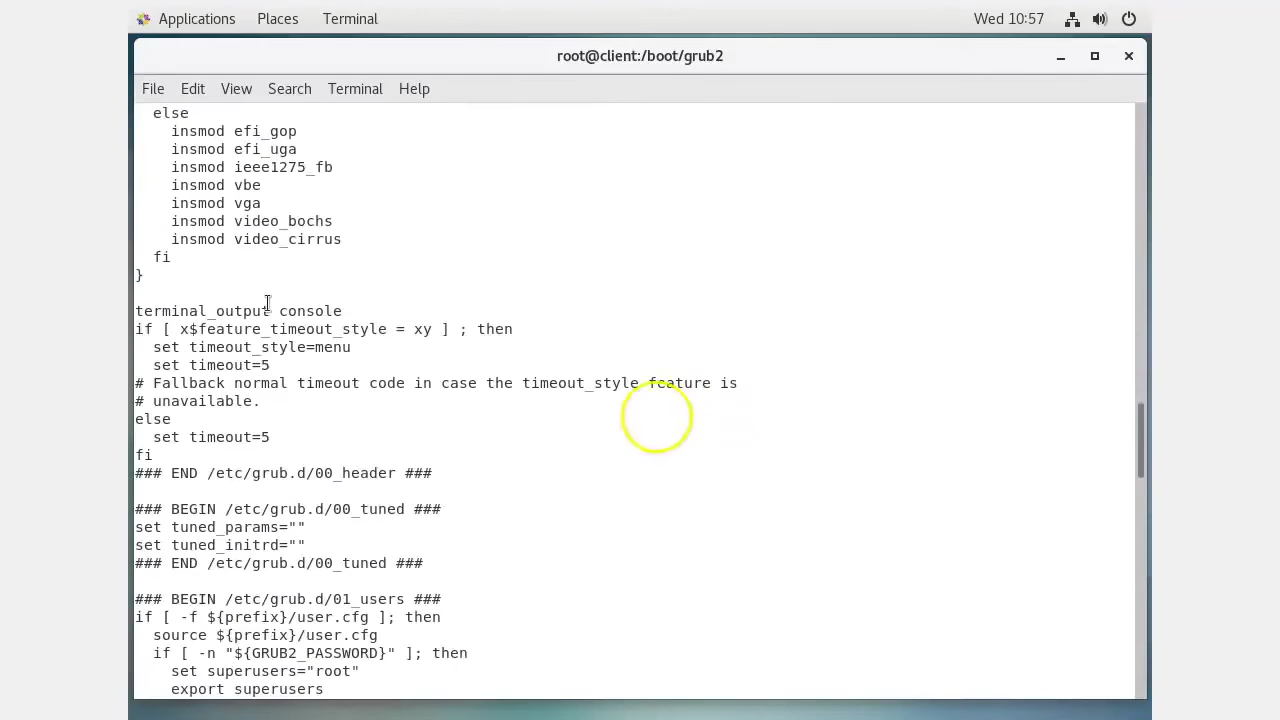 Applications Places Terminal Wed 10:57
root@client:/boot/grub2
File Edit View Search Terminal Help
  else
    insmod efi_gop
    insmod efi_uga
    insmod ieee1275_fb
    insmod vbe
    insmod vga
    insmod video_bochs
    insmod video_cirrus
  fi
}

terminal_output console
if [ x$feature_timeout_style = xy ] ; then
  set timeout_style=menu
  set timeout=5
# Fallback normal timeout code in case the timeout_style feature is
# unavailable.
else
  set timeout=5
fi
### END /etc/grub.d/00_header ###

### BEGIN /etc/grub.d/00_tuned ###
set tuned_params=""
set tuned_initrd=""
### END /etc/grub.d/00_tuned ###

### BEGIN /etc/grub.d/01_users ###
if [ -f ${prefix}/user.cfg ]; then
  source ${prefix}/user.cfg
  if [ -n "${GRUB2_PASSWORD}" ]; then
    set superusers="root"
    export superusers